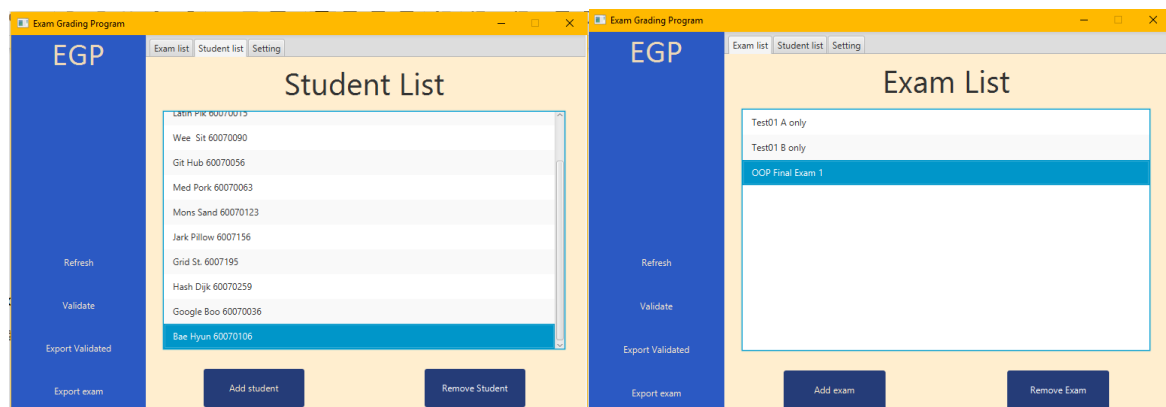 Exam Grading Program
EGP
Exam list Student list Setting
Student List
Latin Pik 60070015
Wee Sit 60070090
Git Hub 60070056
Med Pork 60070063
Mons Sand 60070123
Jark Pillow 6007156
Grid St. 6007195
Hash Dijk 60070259
Google Boo 60070036
Bae Hyun 60070106
Refresh
Validate
Export Validated
Export exam
Add student Remove Student
Exam Grading Program
EGP
Exam list Student list Setting
Exam List
Test01 A only
Test01 B only
OOP Final Exam 1
Refresh
Validate
Export Validated
Export exam
Add exam Remove Exam